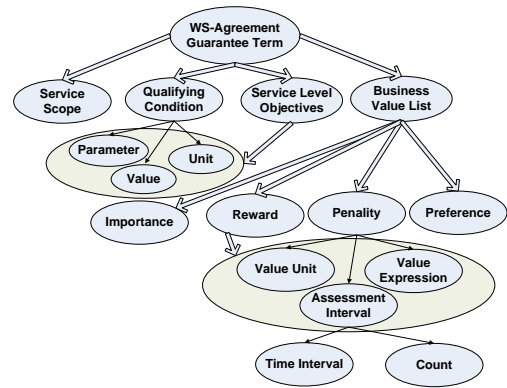 WS-Agreement
Guarantee Term
Service
Scope
Qualifying
Condition
Service Level
Objectives
Business
Value List
Parameter
Unit
Value
Importance
Reward
Penality
Preference
Value Unit
Value
Expression
Assessment
Interval
Time Interval
Count